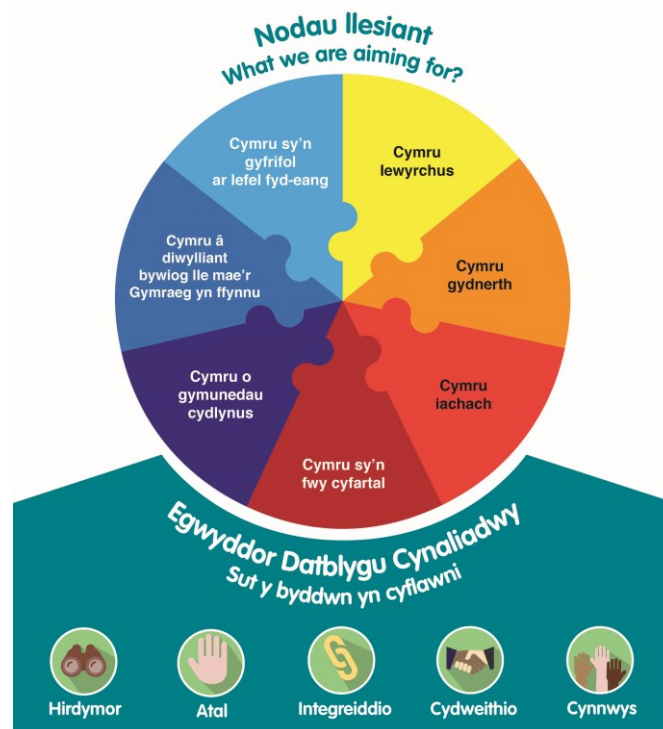 Nodau llesiant
What we are aiming for?
Cymru sy'n
gyfrifol
ar lefel fyd-eang
Cymru
lewyrchus
Cymru â
diwylliant
bywiog lle mae'r
Gymraeg yn ffynnu
Cymru
gydnerth
Cymru o
gymunedau
cydlynus
Cymru
iachach
Cymru sy'n
fwy cyfartal
Egwyddor Datblygu Cynaliadwy
Sut y byddwn yn cyflawni
Hirdymor
Atal
Integreiddio
Cydweithio
Cynnwys